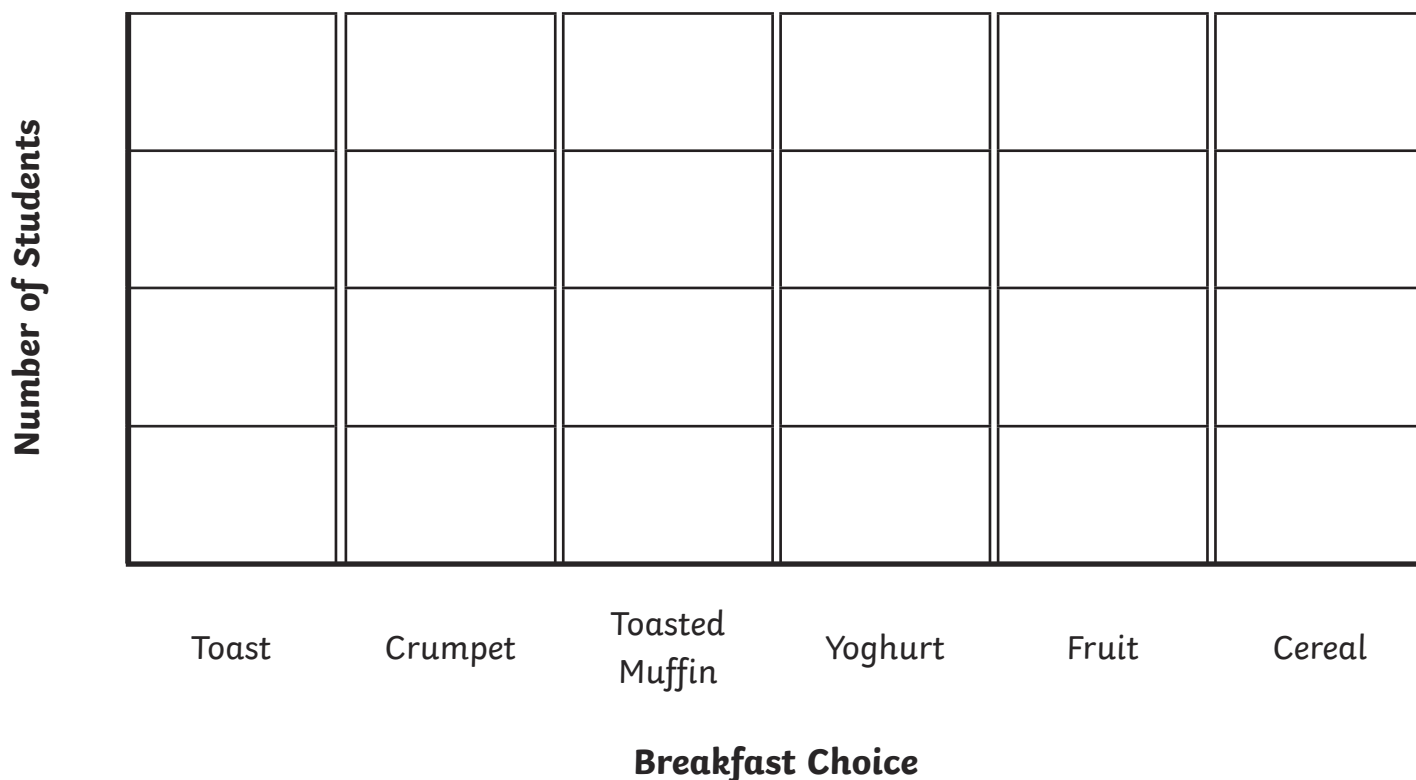 Number of Students
Toast
Crumpet
Toasted
Muffin
Yoghurt
Fruit
Cereal
Breakfast Choice